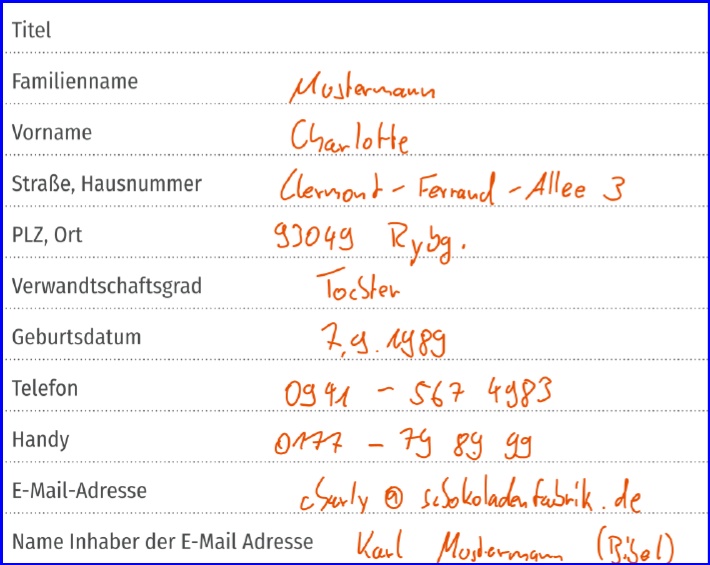 Titel
Familienname Mustermann
Vorname Charlotte
Straße, Hausnummer Clermont-Ferrand-Allee 3
PLZ, Ort 93049 Rgbg.
Verwandtschaftsgrad Tochter
Geburtsdatum 7.9.1989
Telefon 0941 - 567 4983
Handy 0177 - 79 89 99
E-Mail-Adresse charly@schokoladenfabrik.de
Name Inhaber der E-Mail Adresse Karl Mustermann (Bibel)